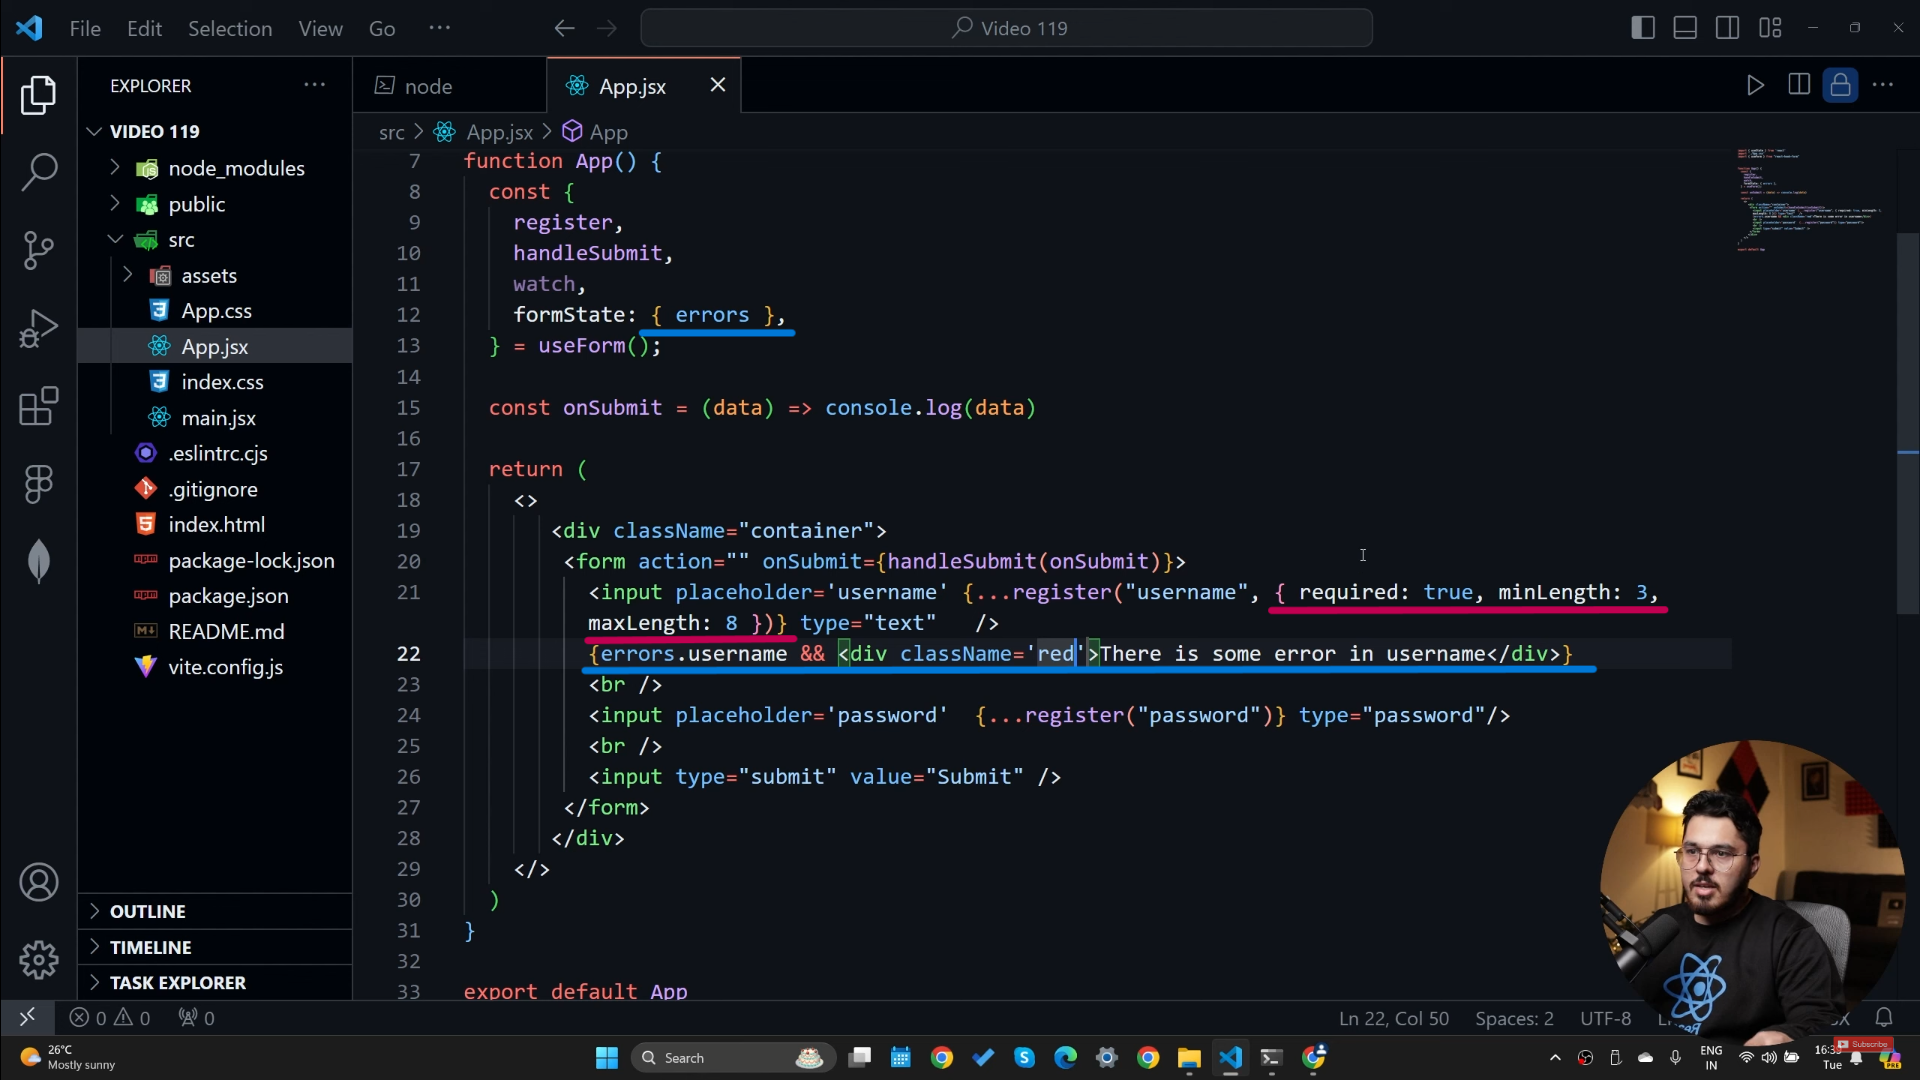 File Edit Selection View Go ···
Video 119
EXPLORER ···
node
App.jsx
src > App.jsx > App
VIDEO 119
node_modules
public
src
assets
App.css
App.jsx
index.css
main.jsx
.eslintrc.cjs
.gitignore
index.html
package-lock.json
package.json
README.md
vite.config.js
OUTLINE
TIMELINE
TASK EXPLORER
7 function App() {
8 const {
9 register,
10 handleSubmit,
11 watch,
12 formState: { errors },
13 } = useForm();
14
15 const onSubmit = (data) => console.log(data)
16
17 return (
18 <>
19 <div className="container">
20 <form action="" onSubmit={handleSubmit(onSubmit)}>
21 <input placeholder='username' {...register("username", { required: true, minLength: 3,
maxLength: 8 })} type="text" />
22 {errors.username && <div className='red'>There is some error in username</div>}
23 <br />
24 <input placeholder='password' {...register("password")} type="password"/>
25 <br />
26 <input type="submit" value="Submit" />
27 </form>
28 </div>
29 </>
30 )
31 }
32
33 export default App
0 0 0
Ln 22, Col 50 Spaces: 2 UTF-8
Subscribe
26°C
Mostly sunny
Search
ENG
IN
Tue
PRE